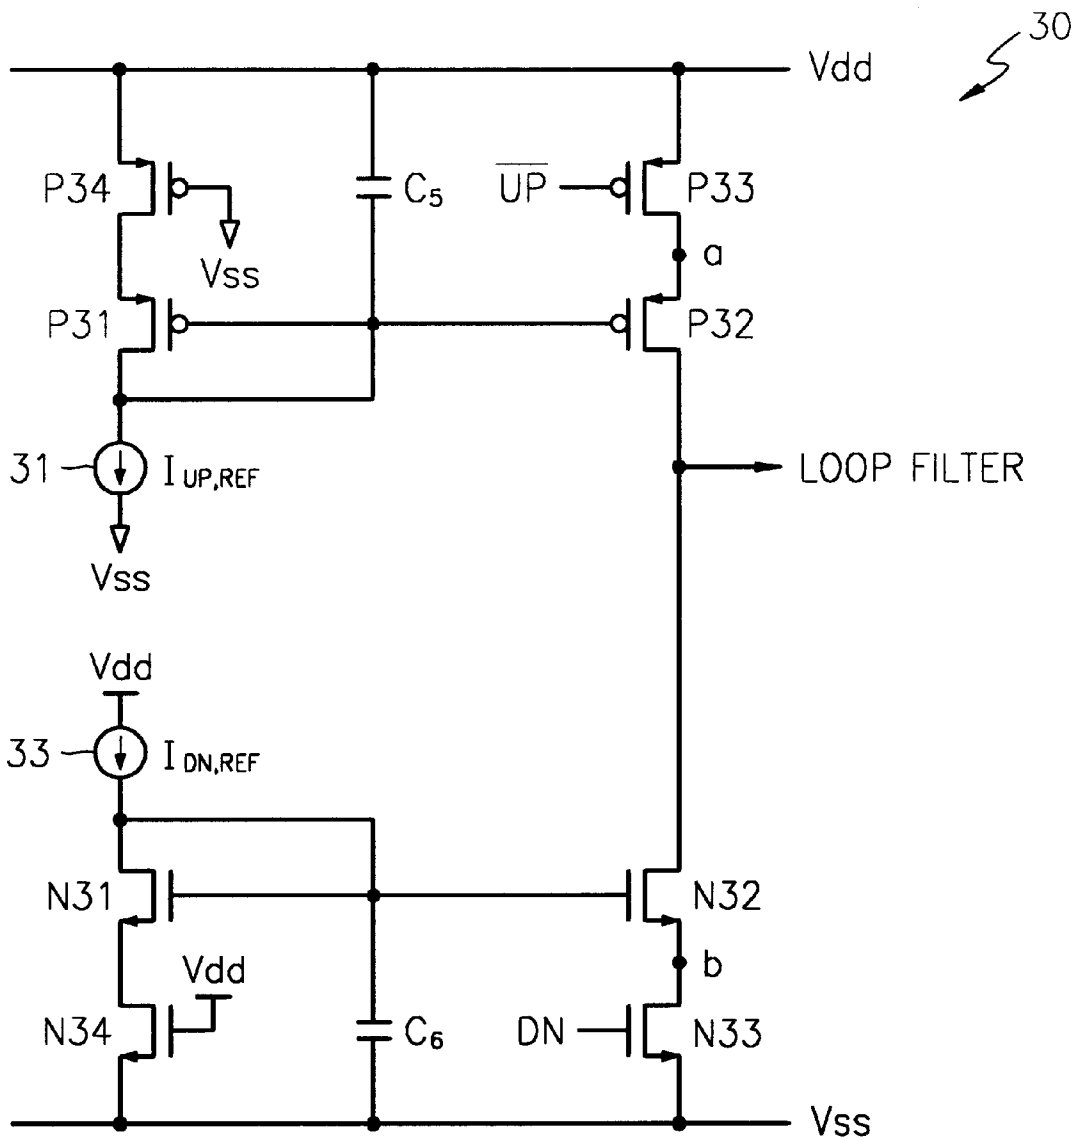 30
Vdd
P34
C5
UP
P33
Vss
a
P31
P32
31
I UP,REF
LOOP FILTER
Vss
Vdd
33
I DN,REF
N31
N32
Vdd
b
N34
C6
DN
N33
Vss